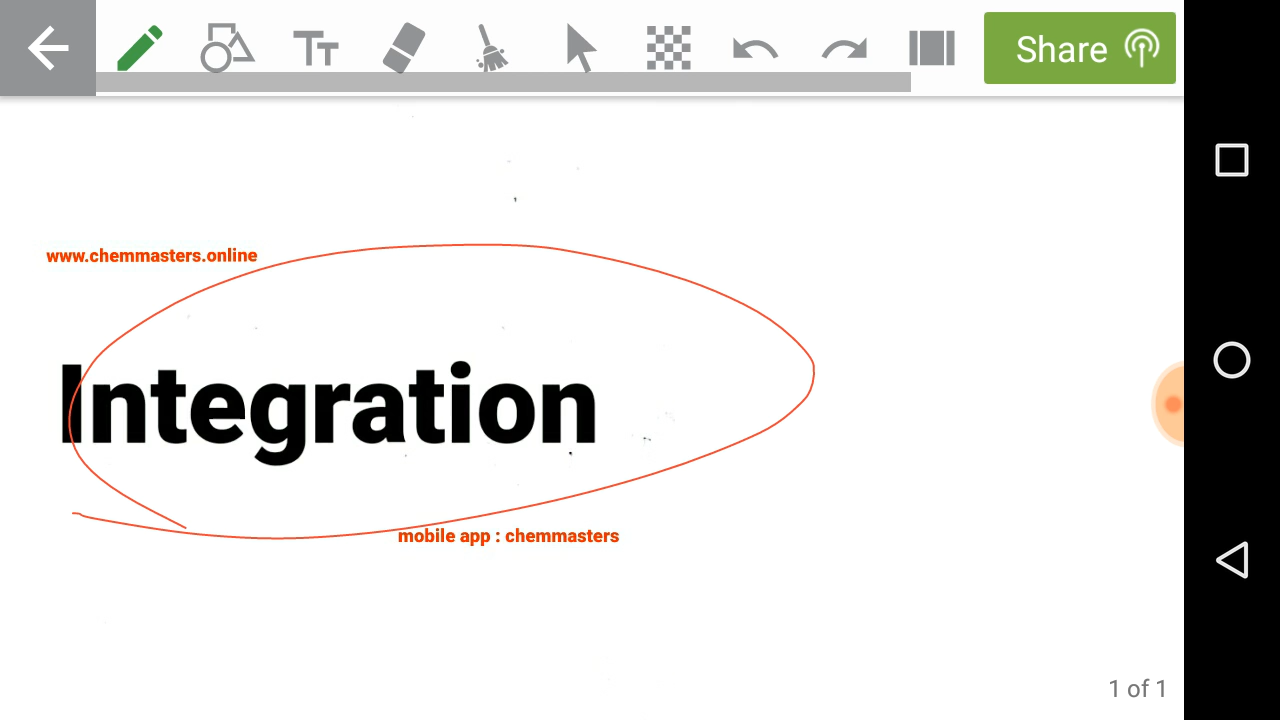 Share
www.chemmasters.online
Integration
mobile app : chemmasters
1 of 1